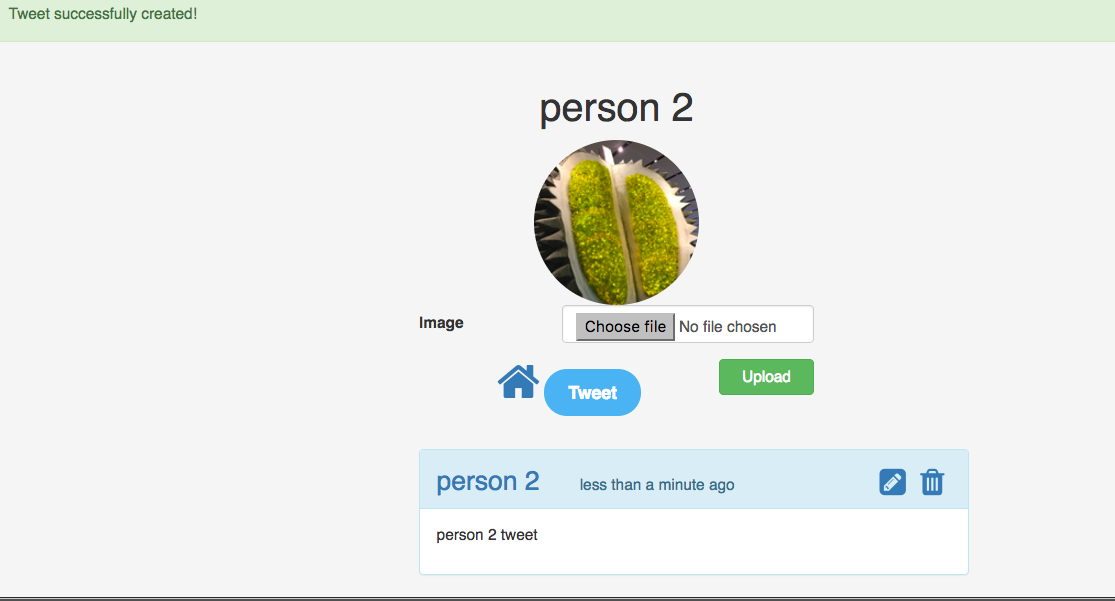 Tweet successfully created!
person 2
Image
Choose file No file chosen
Upload
Tweet
person 2 less than a minute ago
person 2 tweet